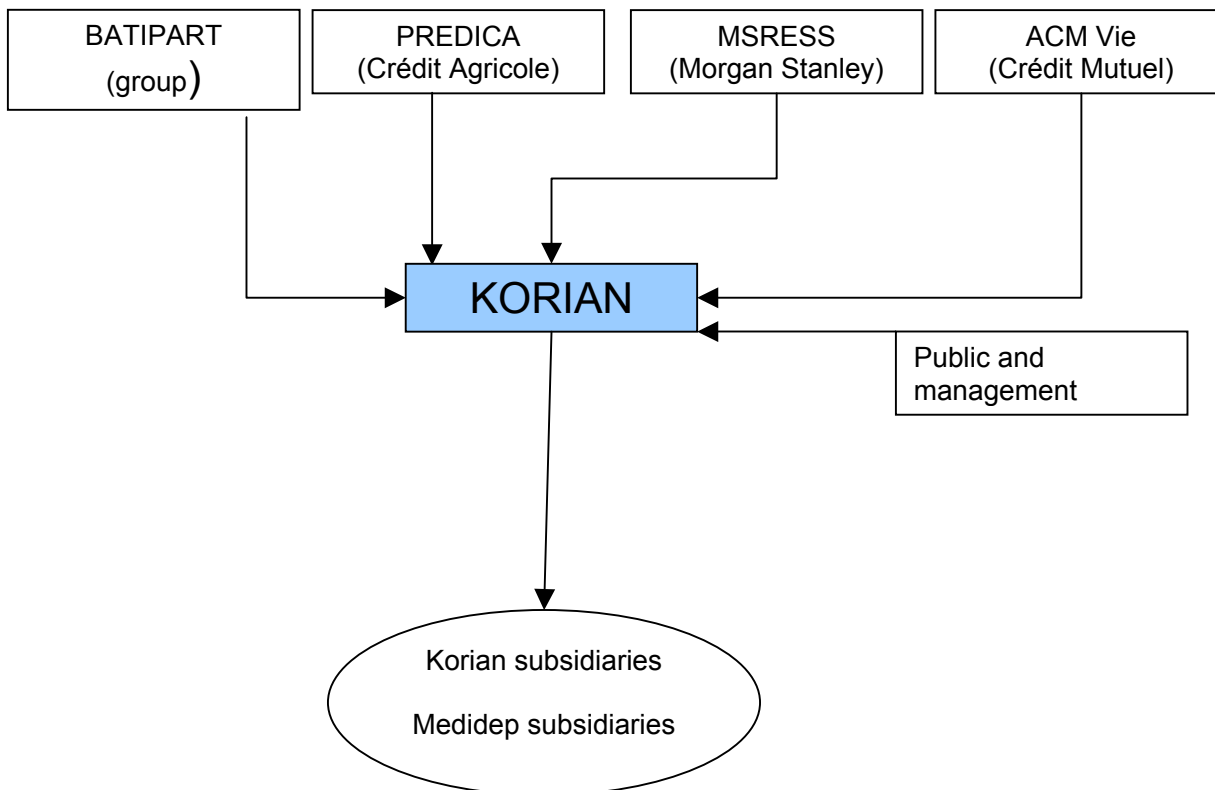 BATIPART
(group)
PREDICA
(Crédit Agricole)
MSRESS
(Morgan Stanley)
ACM Vie
(Crédit Mutuel)
KORIAN
Public and
management
Korian subsidiaries
Medidep subsidiaries